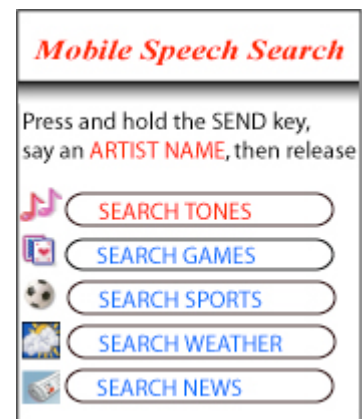 Mobile Speech Search
Press and hold the SEND key,
say an ARTIST NAME, then release
SEARCH TONES
SEARCH GAMES
SEARCH SPORTS
SEARCH WEATHER
SEARCH NEWS